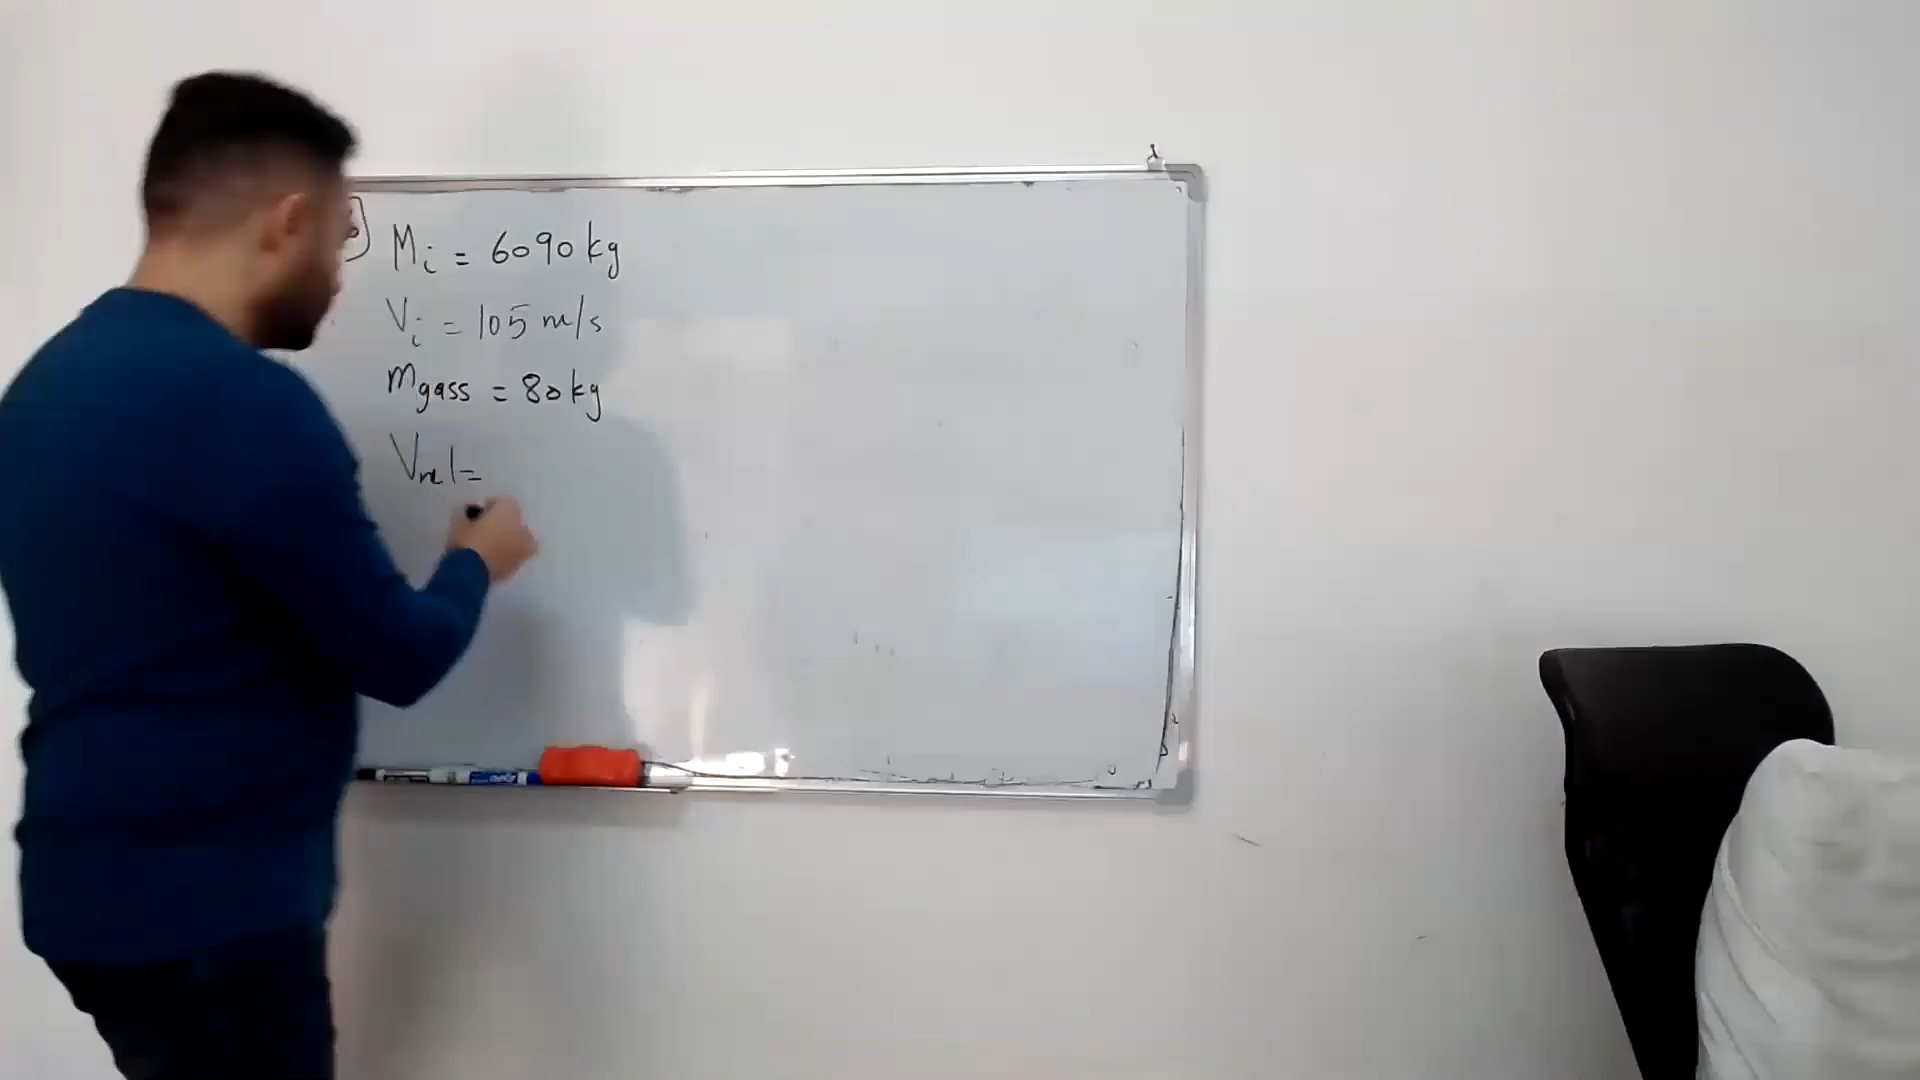 Mi = 6090 kg
Vi = 105 m/s
mgass = 80 kg
Vrel =